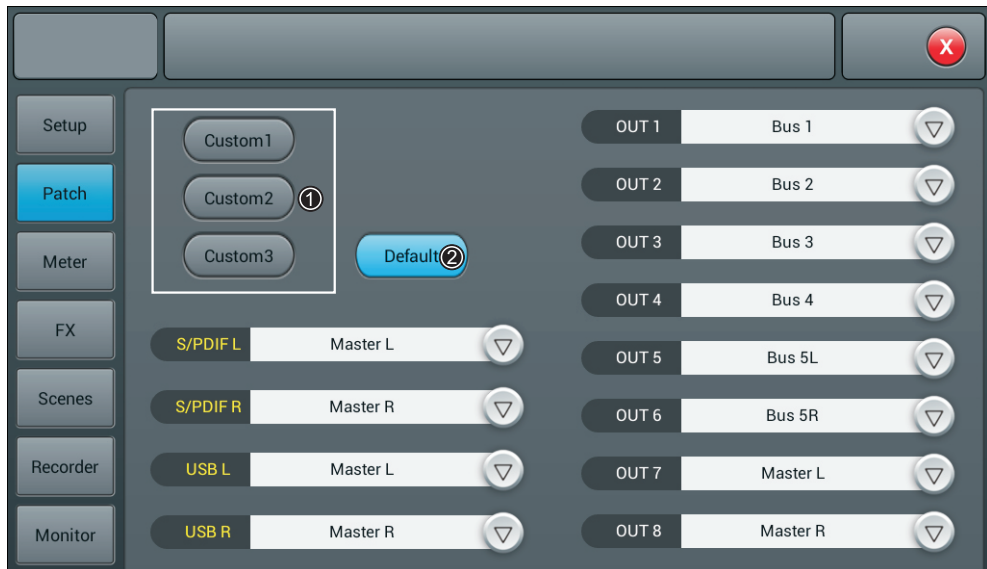 X
Setup
Patch
Meter
FX
Scenes
Recorder
Monitor
Custom1
Custom2 ①
Custom3
Default ②
S/PDIF L Master L
S/PDIF R Master R
USB L Master L
USB R Master R
OUT 1 Bus 1
OUT 2 Bus 2
OUT 3 Bus 3
OUT 4 Bus 4
OUT 5 Bus 5L
OUT 6 Bus 5R
OUT 7 Master L
OUT 8 Master R